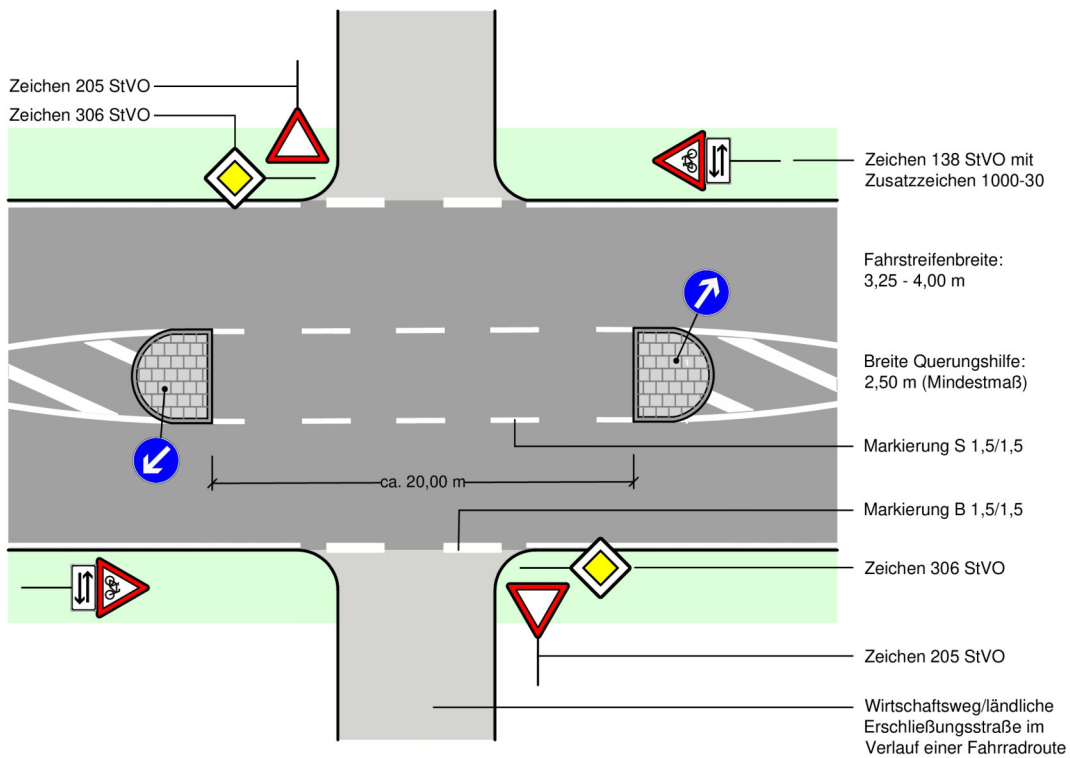 Zeichen 205 StVO
Zeichen 306 StVO
Zeichen 138 StVO mit
Zusatzzeichen 1000-30
Fahrstreifenbreite:
3,25 - 4,00 m
Breite Querungshilfe:
2,50 m (Mindestmaß)
Markierung S 1,5/1,5
ca. 20,00 m
Markierung B 1,5/1,5
Zeichen 306 StVO
Zeichen 205 StVO
Wirtschaftsweg/ländliche
Erschließungsstraße im
Verlauf einer Fahrradroute